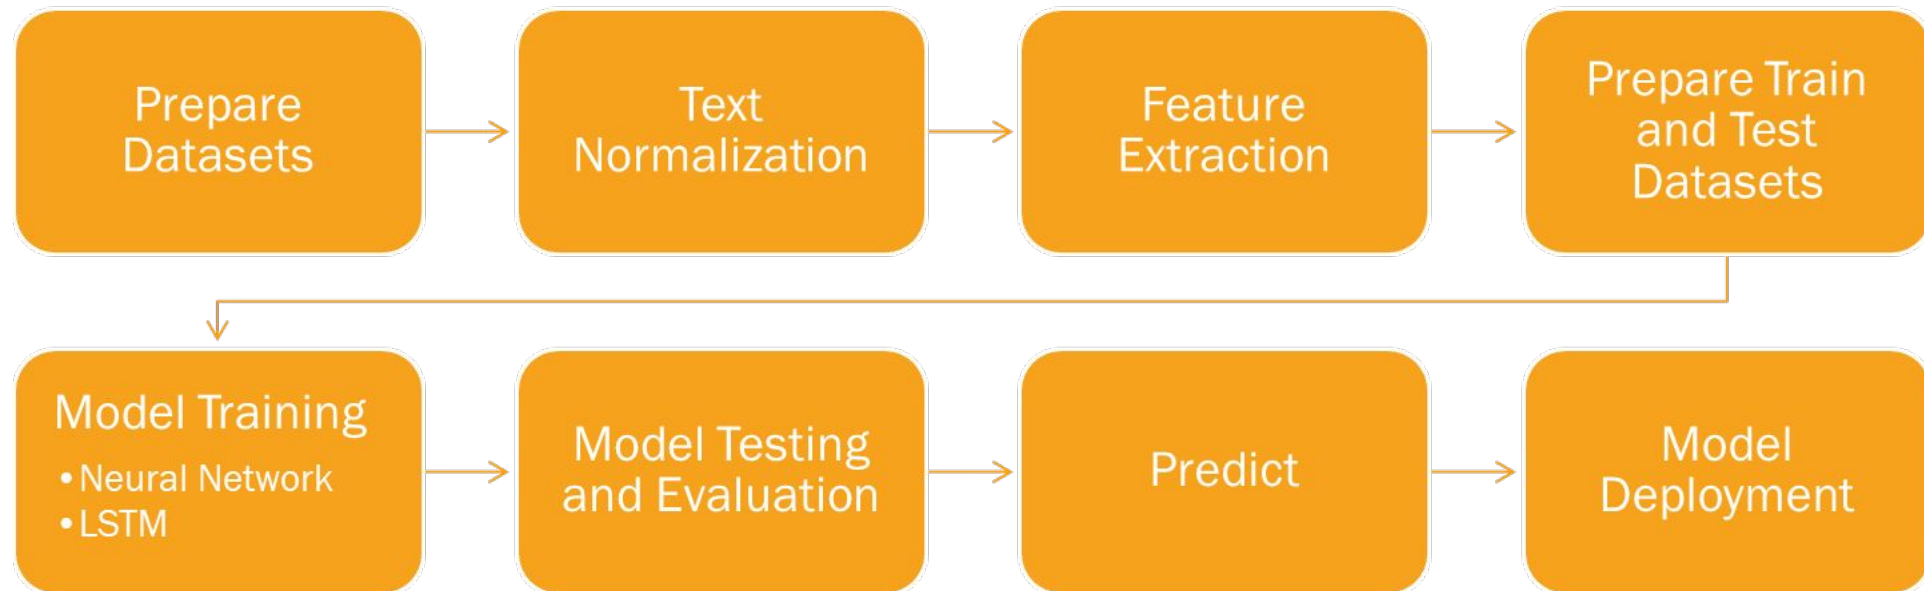 Prepare
Datasets
Text
Normalization
Feature
Extraction
Prepare Train
and Test
Datasets
Model Training
•Neural Network
•LSTM
Model Testing
and Evaluation
Predict
Model
Deployment